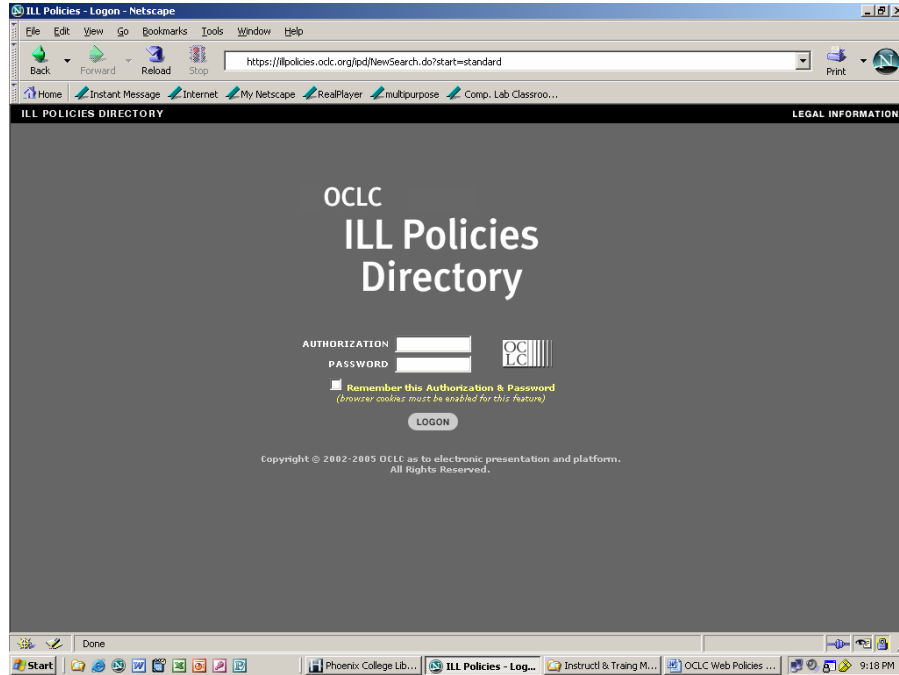 ILL Policies - Logon - Netscape
File Edit View Go Bookmarks Tools Window Help
Back Forward Reload Stop https://illpolicies.oclc.org/ipd/NewSearch.do?start=standard Print N
Home Instant Message Internet My Netscape RealPlayer multipurpose Comp. Lab Classroo...
ILL POLICIES DIRECTORY LEGAL INFORMATION
OCLC
ILL Policies
Directory
AUTHORIZATION
PASSWORD
OC
LC
Remember this Authorization & Password
(browser cookies must be enabled for this feature)
LOGON
Copyright © 2002-2005 OCLC as to electronic presentation and platform.
All Rights Reserved.
Done
Start Phoenix College Lib... ILL Policies - Log... Instructl & Traing M... OCLC Web Policies ... 9:18 PM